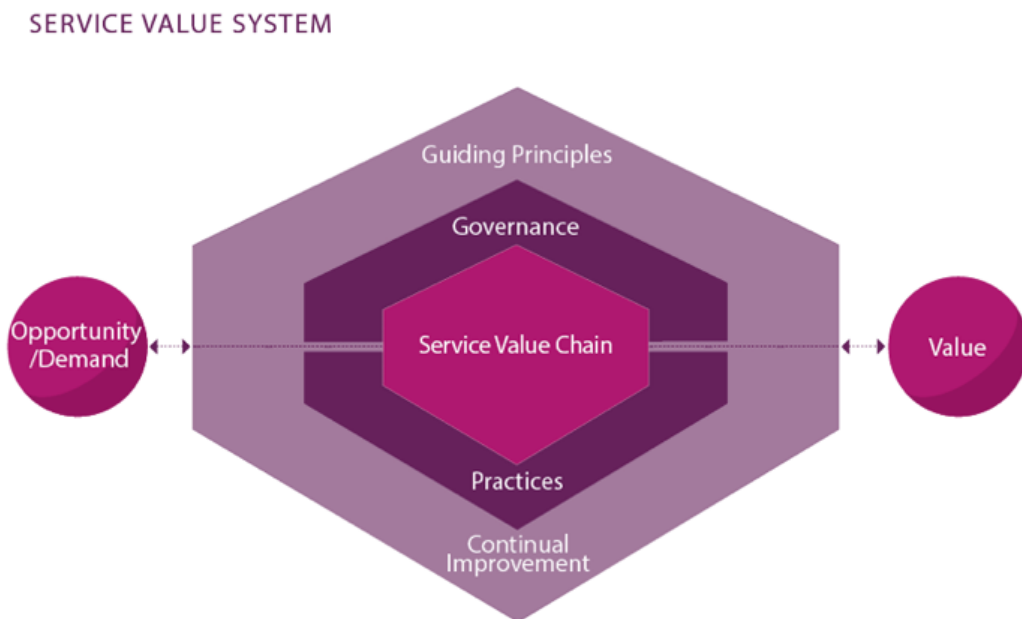 SERVICE VALUE SYSTEM
Guiding Principles
Governance
Opportunity
/Demand
Service Value Chain
Value
Practices
Continual
Improvement